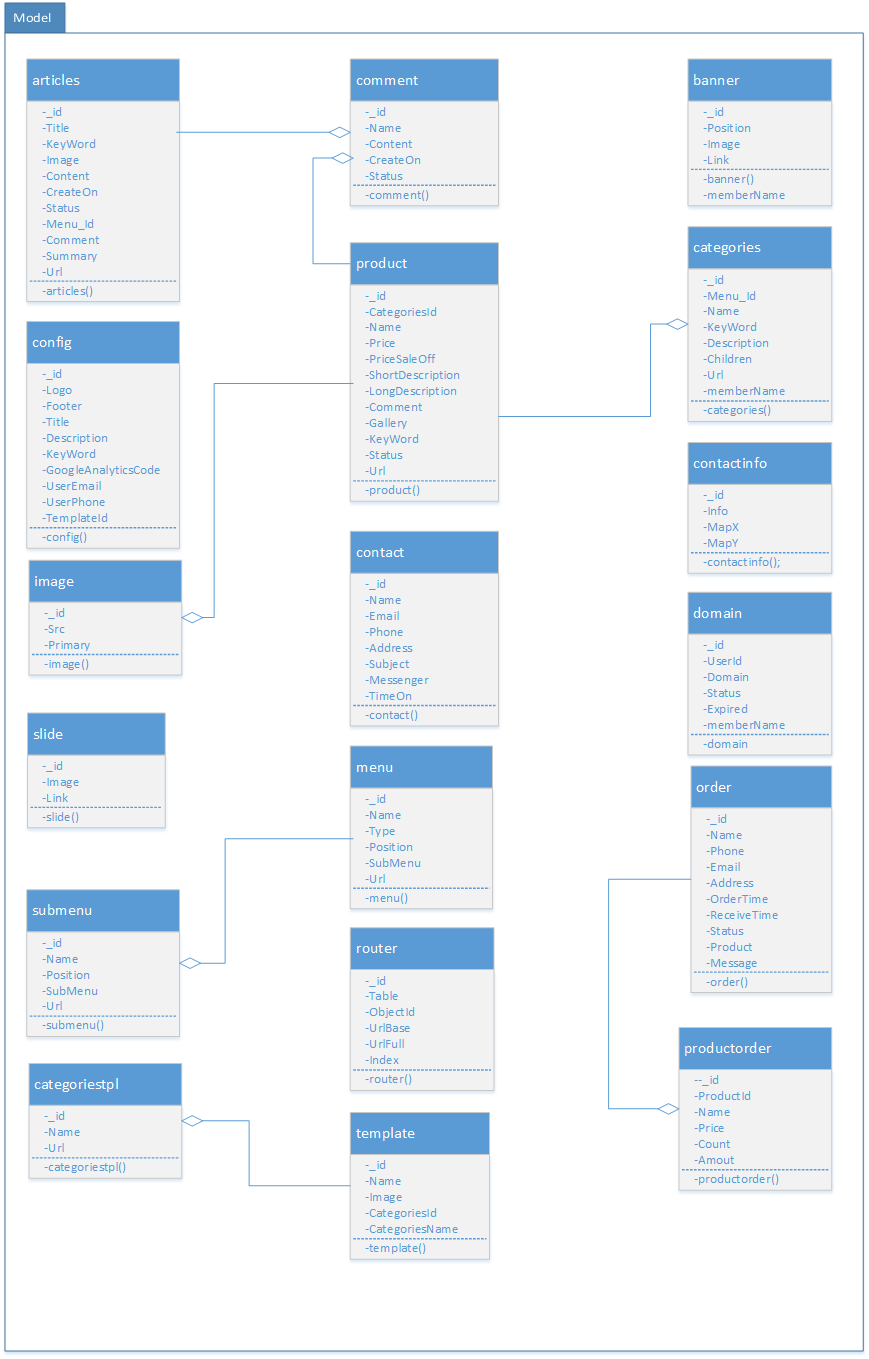 Model
articles
-_id
-Title
-KeyWord
-Image
-Content
-CreateOn
-Status
-Menu_Id
-Comment
-Summary
-Url
-articles()
config
-_id
-Logo
-Footer
-Title
-Description
-KeyWord
-GoogleAnalyticsCode
-UserEmail
-UserPhone
-TemplateId
-config()
image
-_id
-Src
-Primary
-image()
slide
-_id
-Image
-Link
-slide()
submenu
-_id
-Name
-Position
-SubMenu
-Url
-submenu()
categoriestpl
-_id
-Name
-Url
-categoriestpl()
comment
-_id
-Name
-Content
-CreateOn
-Status
-comment()
product
-_id
-CategoriesId
-Name
-Price
-PriceSaleOff
-ShortDescription
-LongDescription
-Comment
-Gallery
-KeyWord
-Status
-Url
-product()
contact
-_id
-Name
-Email
-Phone
-Address
-Subject
-Messenger
-TimeOn
-contact()
menu
-_id
-Name
-Type
-Position
-SubMenu
-Url
-menu()
router
-_id
-Table
-ObjectId
-UrlBase
-UrlFull
-Index
-router()
template
-_id
-Name
-Image
-CategoriesId
-CategoriesName
-template()
banner
-_id
-Position
-Image
-Link
-banner()
-memberName
categories
-_id
-Menu_Id
-Name
-KeyWord
-Description
-Children
-Url
-memberName
-categories()
contactinfo
-_id
-Info
-MapX
-MapY
-contactinfo();
domain
-_id
-UserId
-Domain
-Status
-Expired
-memberName
-domain
order
-_id
-Name
-Phone
-Email
-Address
-OrderTime
-ReceiveTime
-Status
-Product
-Message
-order()
productorder
--_id
-ProductId
-Name
-Price
-Count
-Amout
-productorder()